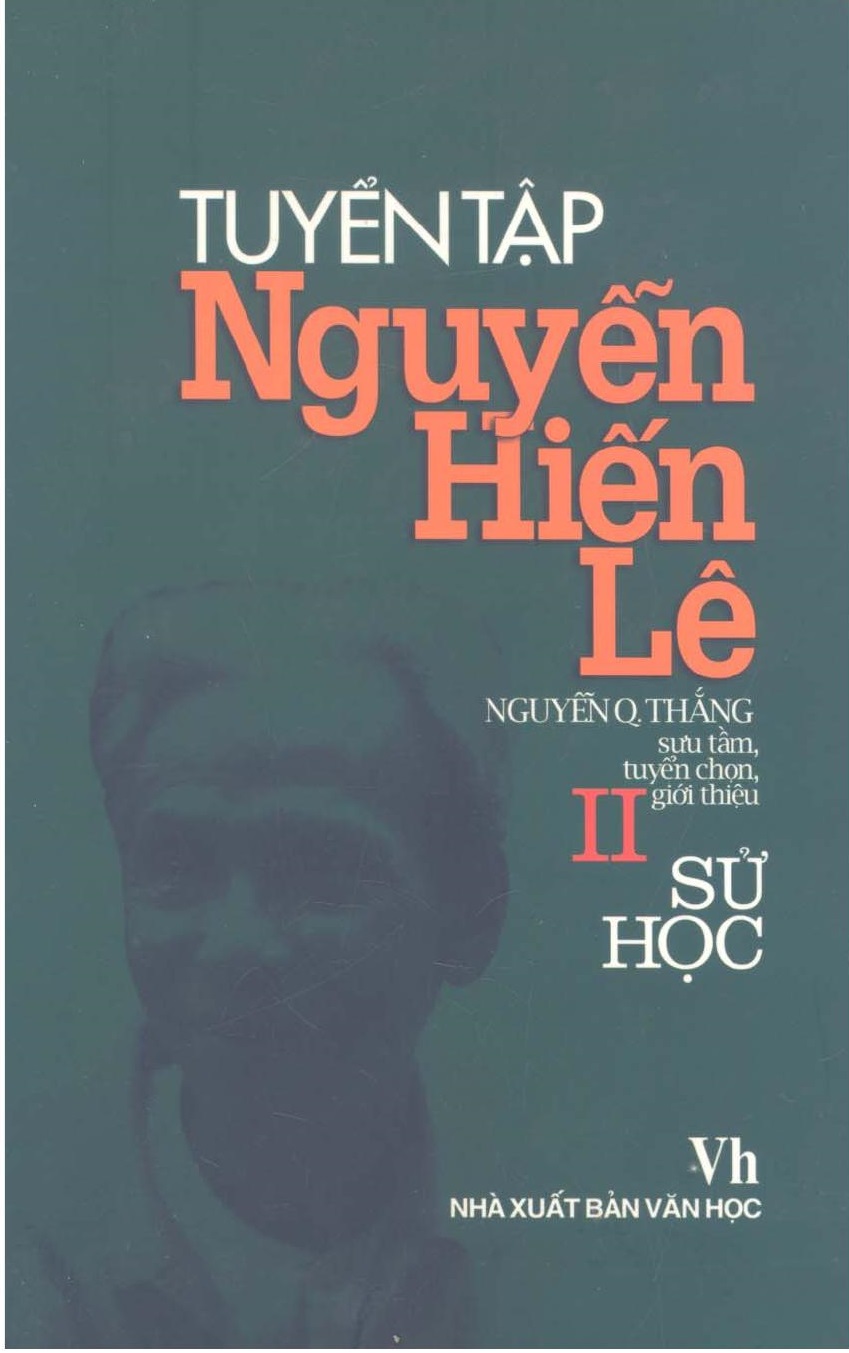 TUYỂN TẬP
Nguyễn
Hiến
Lê
NGUYỄN Q. THẮNG
sưu tầm,
tuyển chọn,
giới thiệu
II
SỬ
HỌC
Vh
NHÀ XUẤT BẢN VĂN HỌC